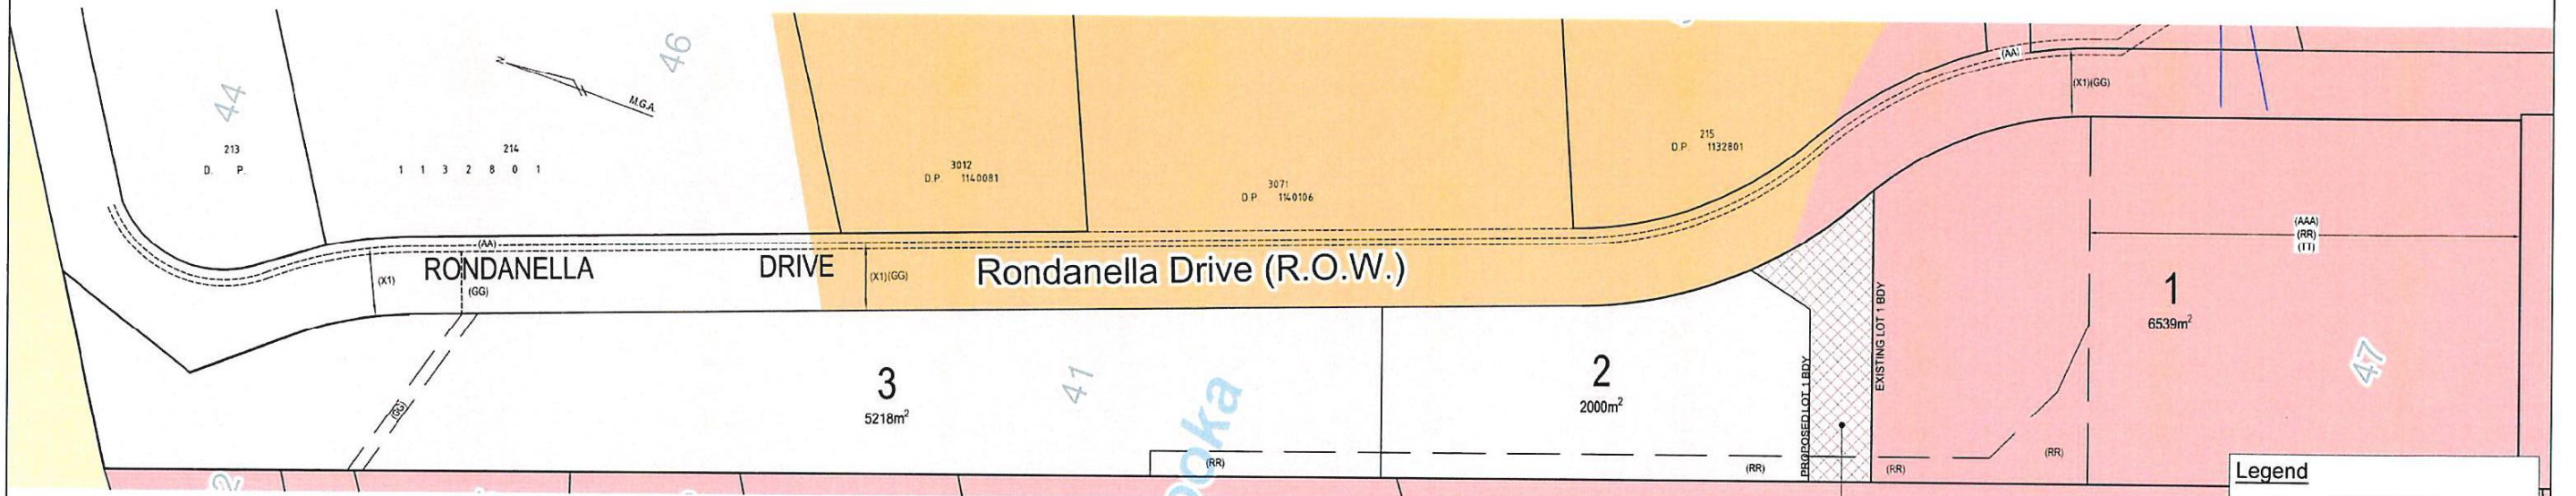 44
46
M.G.A.
213
D. P.
214
1 1 3 2 8 0 1
3012
D.P. 1140081
3071
D.P 1140106
215
D.P. 1132801
(AA)
(X1)(GG)
(AA)
RONDANELLA DRIVE
(X1)
(GG)
(X1)(GG)
Rondanella Drive (R.O.W.)
(AAA)
(RR)
(TT)
1
6539m²
EXISTING LOT 1 BDY
PROPOSED LOT 1 BDY
2
2000m²
3
5218m²
41
47
(GG)
ooka
(RR)
(RR)
(RR)
(RR)
2
Legend